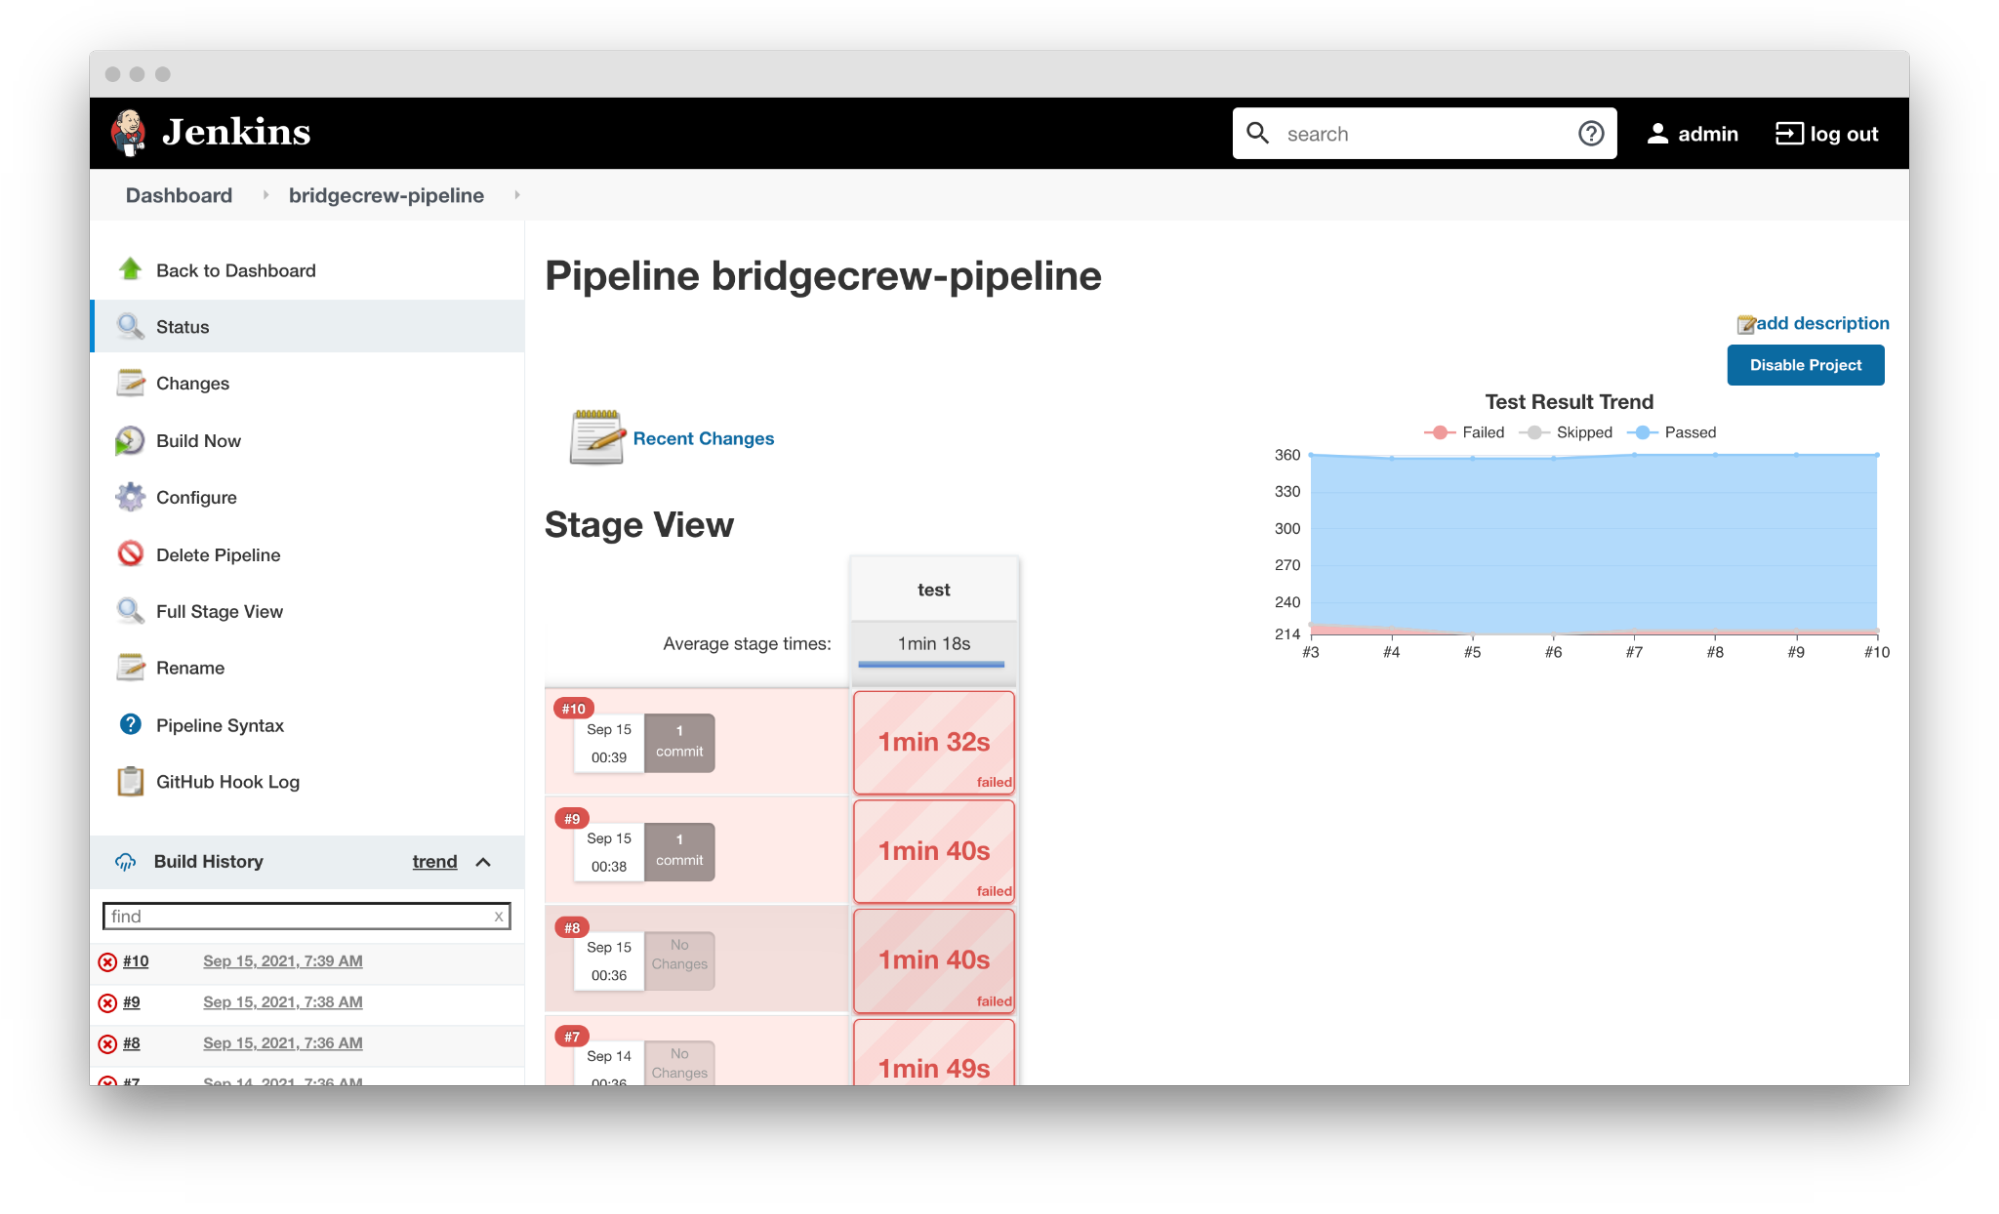 Jenkins
search
admin
log out
Dashboard
bridgecrew-pipeline
Back to Dashboard
Status
Changes
Build Now
Configure
Delete Pipeline
Full Stage View
Rename
Pipeline Syntax
GitHub Hook Log
Build History
trend
find
x
#10 Sep 15, 2021, 7:39 AM
#9 Sep 15, 2021, 7:38 AM
#8 Sep 15, 2021, 7:36 AM
#7 Sep 14, 2021, 7:36 AM
Pipeline bridgecrew-pipeline
add description
Disable Project
Recent Changes
Test Result Trend
Failed Skipped Passed
360
330
300
270
240
214
#3 #4 #5 #6 #7 #8 #9 #10
Stage View
test
Average stage times: 1min 18s
#10
Sep 15
00:39
1
commit
1min 32s
failed
#9
Sep 15
00:38
1
commit
1min 40s
failed
#8
Sep 15
00:36
No
Changes
1min 40s
failed
#7
Sep 14
00:36
No
Changes
1min 49s